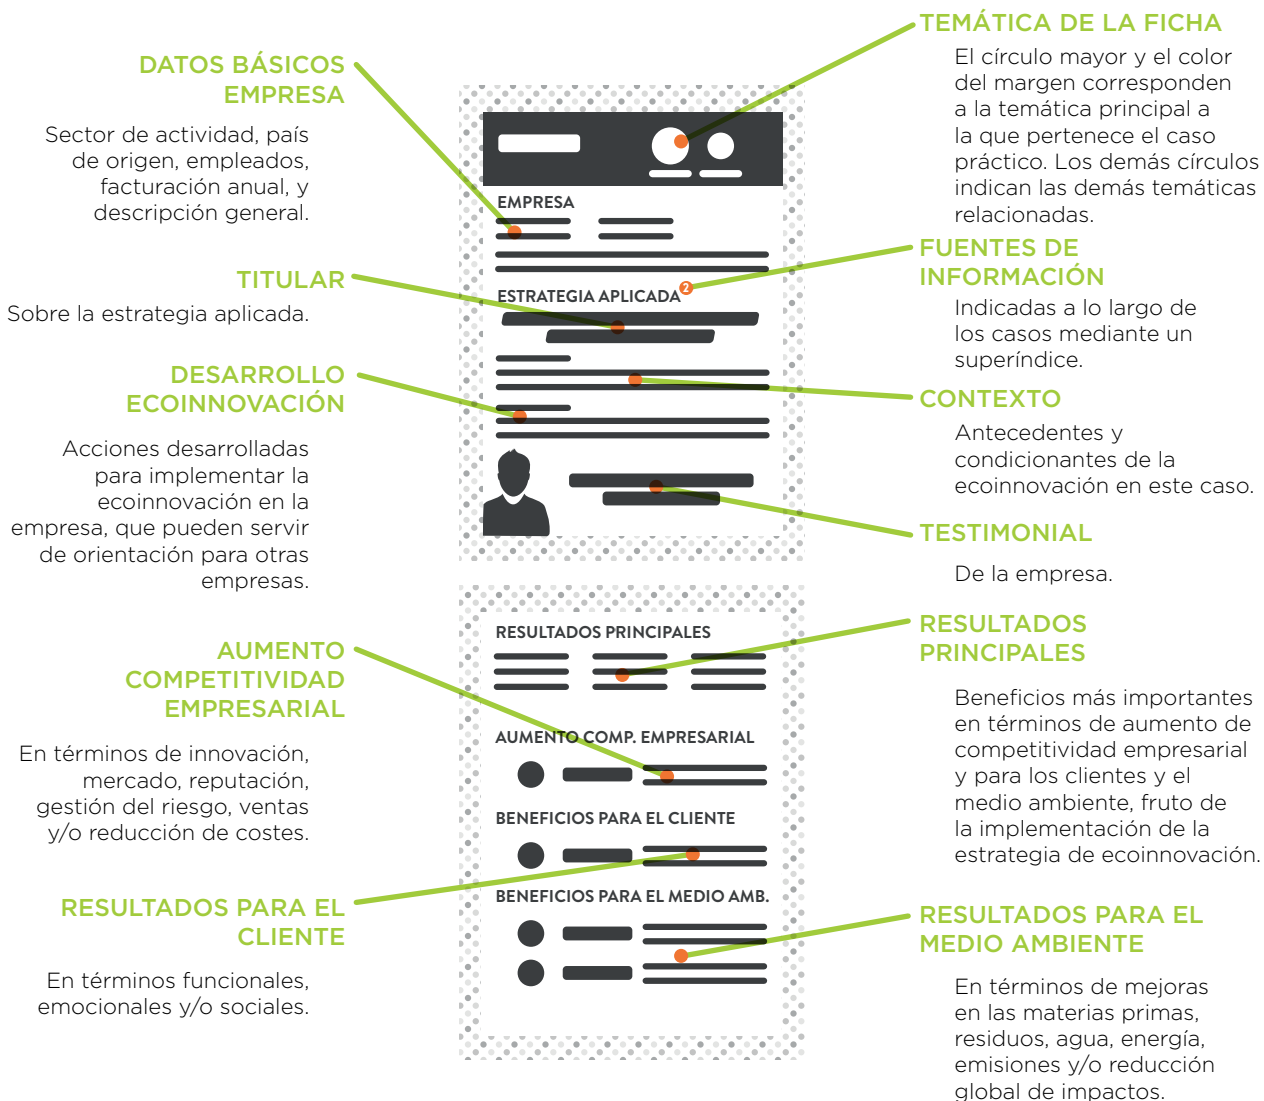 DATOS BÁSICOS
EMPRESA
Sector de actividad, país
de origen, empleados,
facturación anual, y
descripción general.
TITULAR
Sobre la estrategia aplicada.
DESARROLLO
ECOINNOVACIÓN
Acciones desarrolladas
para implementar la
ecoinnovación en la
empresa, que pueden servir
de orientación para otras
empresas.
AUMENTO
COMPETITIVIDAD
EMPRESARIAL
En términos de innovación,
mercado, reputación,
gestión del riesgo, ventas
y/o reducción de costes.
RESULTADOS PARA EL
CLIENTE
En términos funcionales,
emocionales y/o sociales.
EMPRESA
ESTRATEGIA APLICADA 2
RESULTADOS PRINCIPALES
AUMENTO COMP. EMPRESARIAL
BENEFICIOS PARA EL CLIENTE
BENEFICIOS PARA EL MEDIO AMB.
TEMÁTICA DE LA FICHA
El círculo mayor y el color
del margen corresponden
a la temática principal a
la que pertenece el caso
práctico. Los demás círculos
indican las demás temáticas
relacionadas.
FUENTES DE
INFORMACIÓN
Indicadas a lo largo de
los casos mediante un
superíndice.
CONTEXTO
Antecedentes y
condicionantes de la
ecoinnovación en este caso.
TESTIMONIAL
De la empresa.
RESULTADOS
PRINCIPALES
Beneficios más importantes
en términos de aumento de
competitividad empresarial
y para los clientes y el
medio ambiente, fruto de
la implementación de la
estrategia de ecoinnovación.
RESULTADOS PARA EL
MEDIO AMBIENTE
En términos de mejoras
en las materias primas,
residuos, agua, energía,
emisiones y/o reducción
global de impactos.